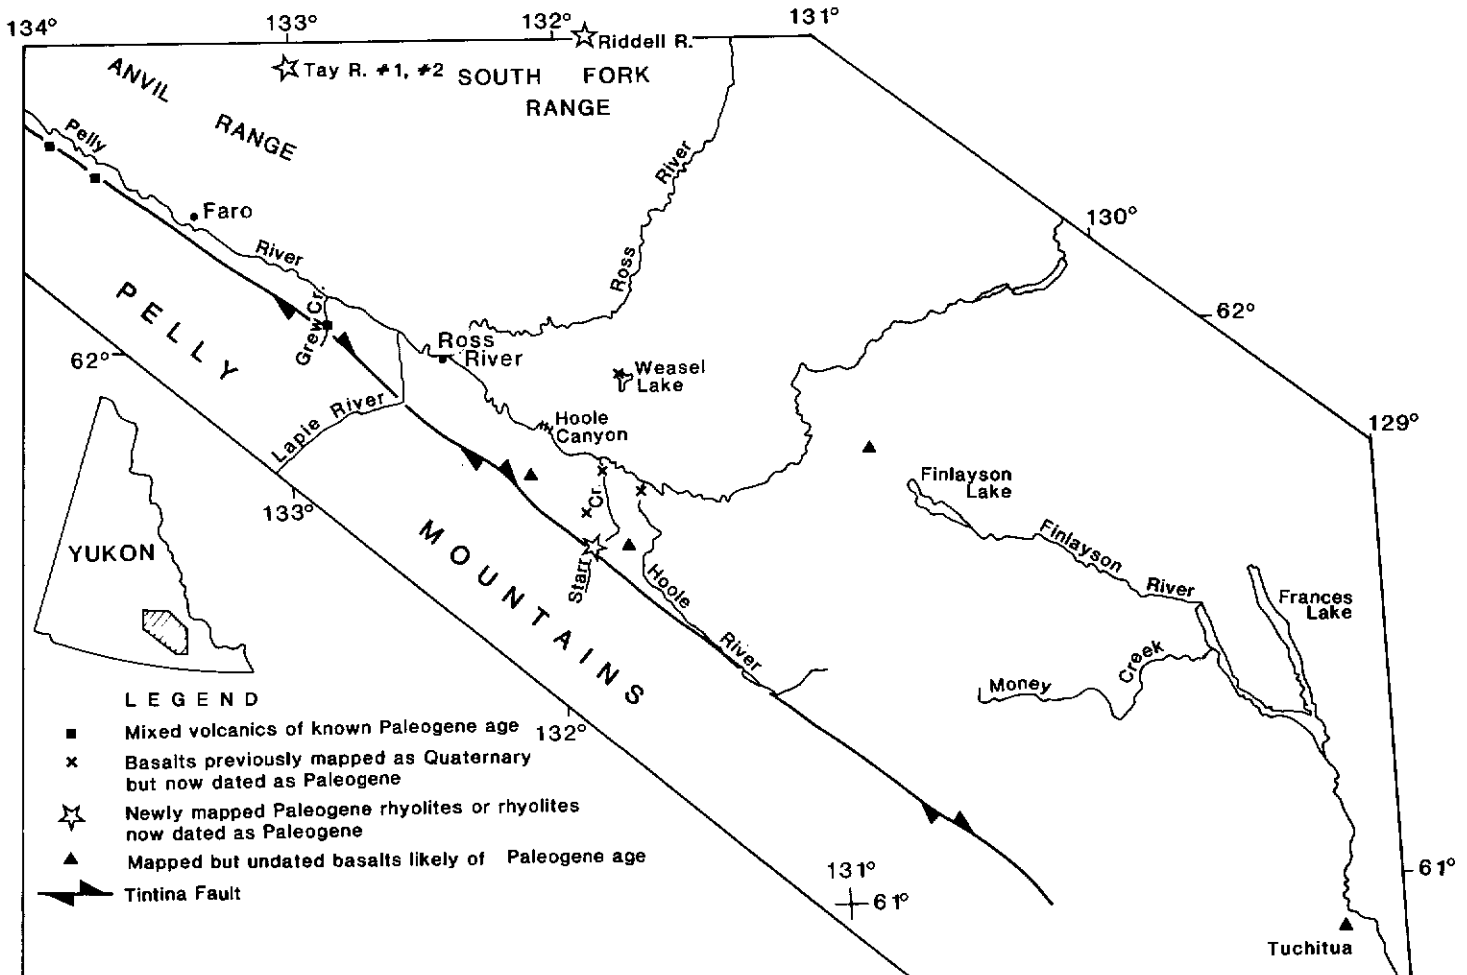 134°
133°
132°
131°
Riddell R.
Tay R. #1, #2
SOUTH FORK
RANGE
ANVIL
RANGE
Pelly
River
Faro
River
Ross
130°
62°
PELLY
Grew Cr.
Ross
River
Weasel
Lake
62°
Lapie River
Hoole
Canyon
129°
Finlayson
Lake
133°
Cr.
Starr
MOUNTAINS
Finlayson
River
YUKON
Hoole
River
Frances
Lake
Money
Creek
LEGEND
Mixed volcanics of known Paleogene age
132°
Basalts previously mapped as Quaternary
but now dated as Paleogene
Newly mapped Paleogene rhyolites or rhyolites
now dated as Paleogene
Mapped but undated basalts likely of Paleogene age
Tintina Fault
131°
61°
61°
Tuchitua